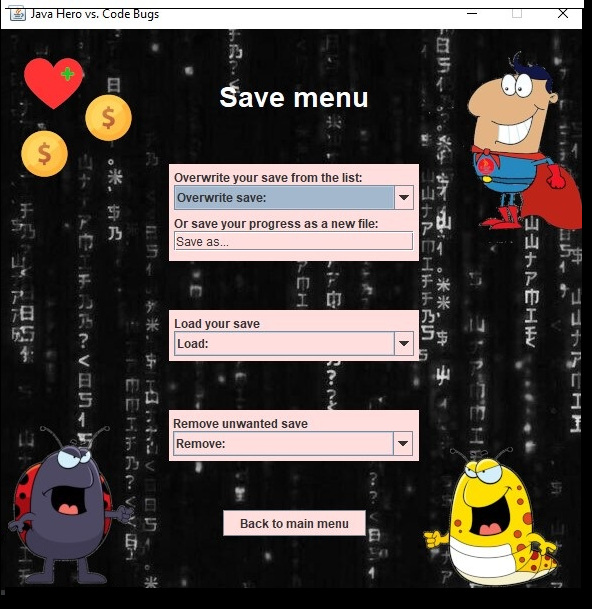 Java Hero vs. Code Bugs
Save menu
Overwrite your save from the list:
Overwrite save:
Or save your progress as a new file:
Save as...
Load your save
Load:
Remove unwanted save
Remove:
Back to main menu